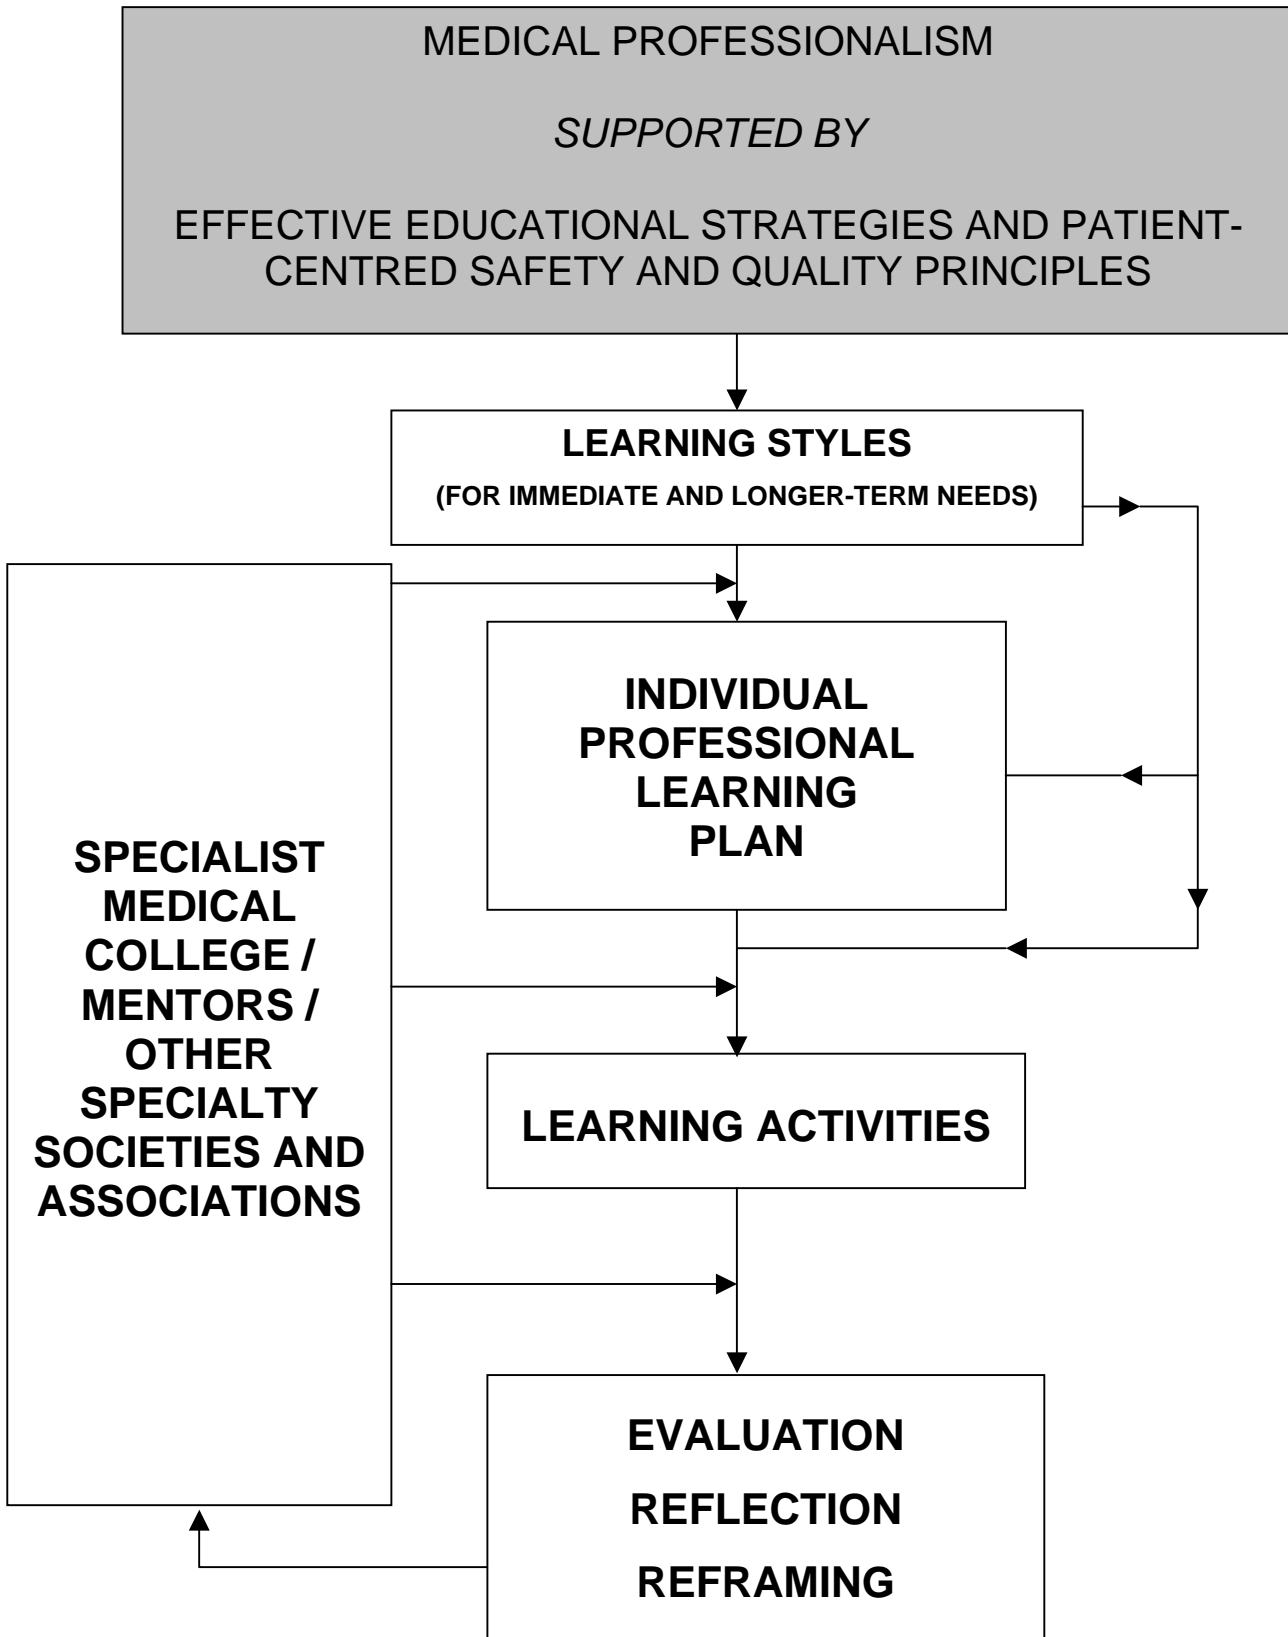 MEDICAL PROFESSIONALISM
SUPPORTED BY
EFFECTIVE EDUCATIONAL STRATEGIES AND PATIENT-
CENTRED SAFETY AND QUALITY PRINCIPLES
LEARNING STYLES
(FOR IMMEDIATE AND LONGER-TERM NEEDS)
INDIVIDUAL
PROFESSIONAL
LEARNING
PLAN
SPECIALIST
MEDICAL
COLLEGE /
MENTORS /
OTHER
SPECIALTY
SOCIETIES AND
ASSOCIATIONS
LEARNING ACTIVITIES
EVALUATION
REFLECTION
REFRAMING